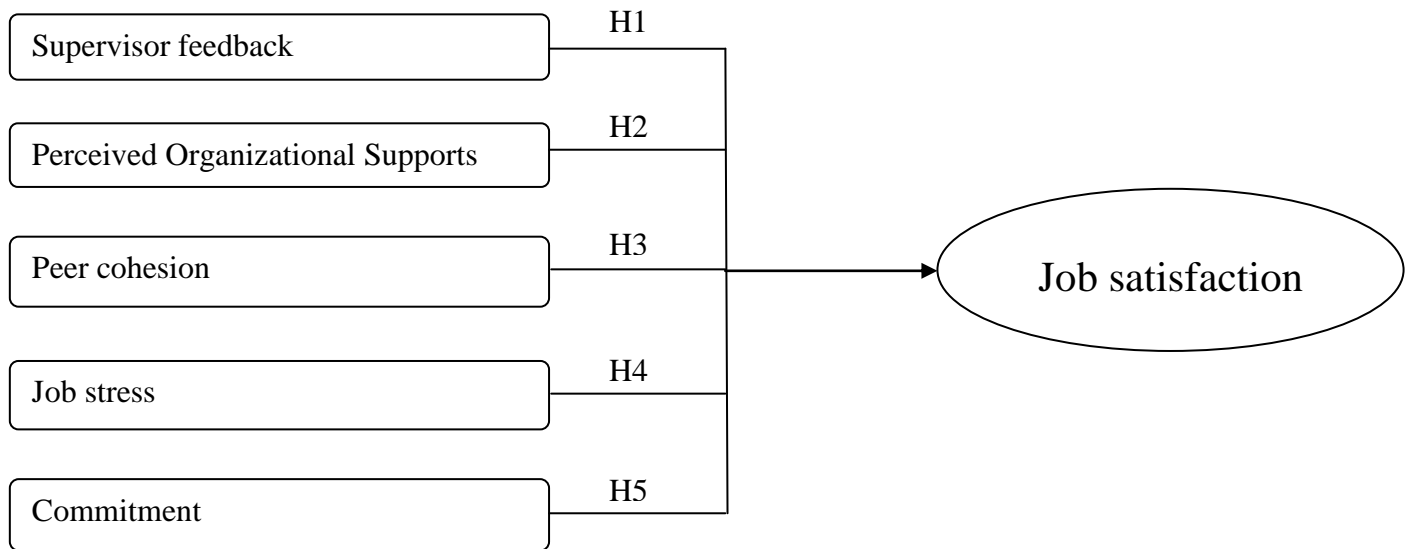 H1
Supervisor feedback
H2
Perceived Organizational Supports
H3
Peer cohesion
Job satisfaction
H4
Job stress
H5
Commitment